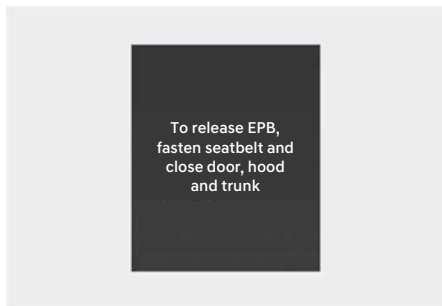 To release EPB,
fasten seatbelt and
close door, hood
and trunk